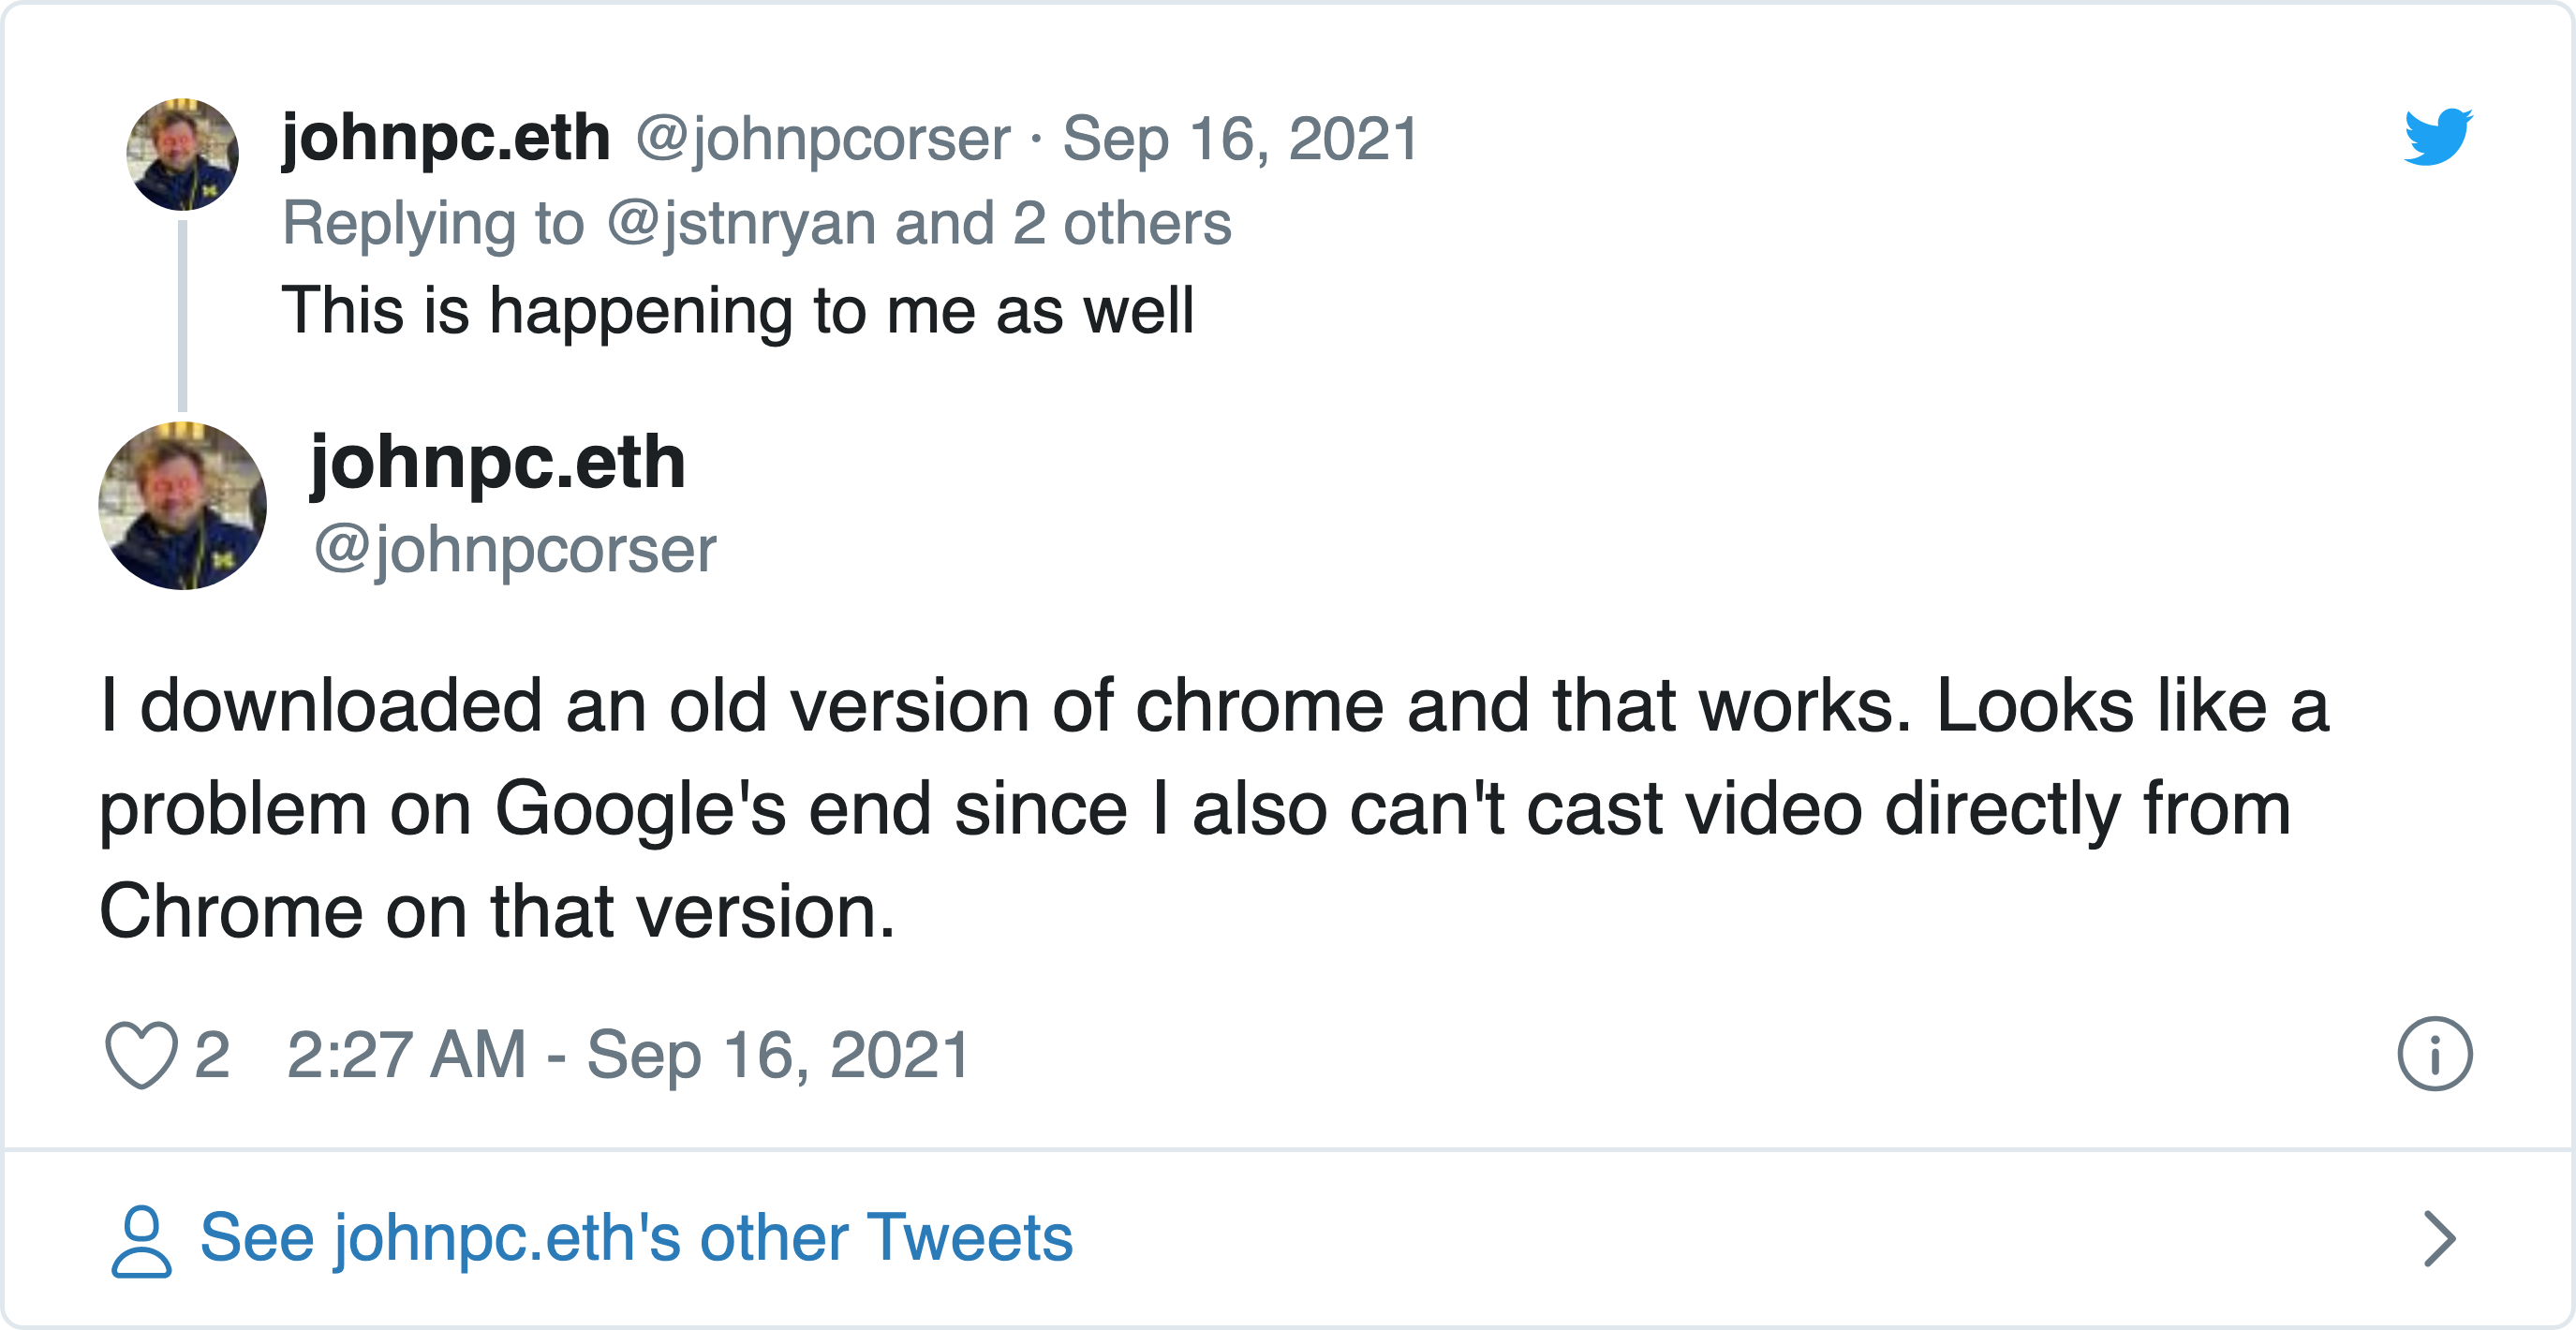 johnpc.eth @johnpcorser · Sep 16, 2021
Replying to @jstnryan and 2 others
This is happening to me as well
johnpc.eth
@johnpcorser
I downloaded an old version of chrome and that works. Looks like a
problem on Google's end since I also can't cast video directly from
Chrome on that version.
2 2:27 AM - Sep 16, 2021
See johnpc.eth's other Tweets